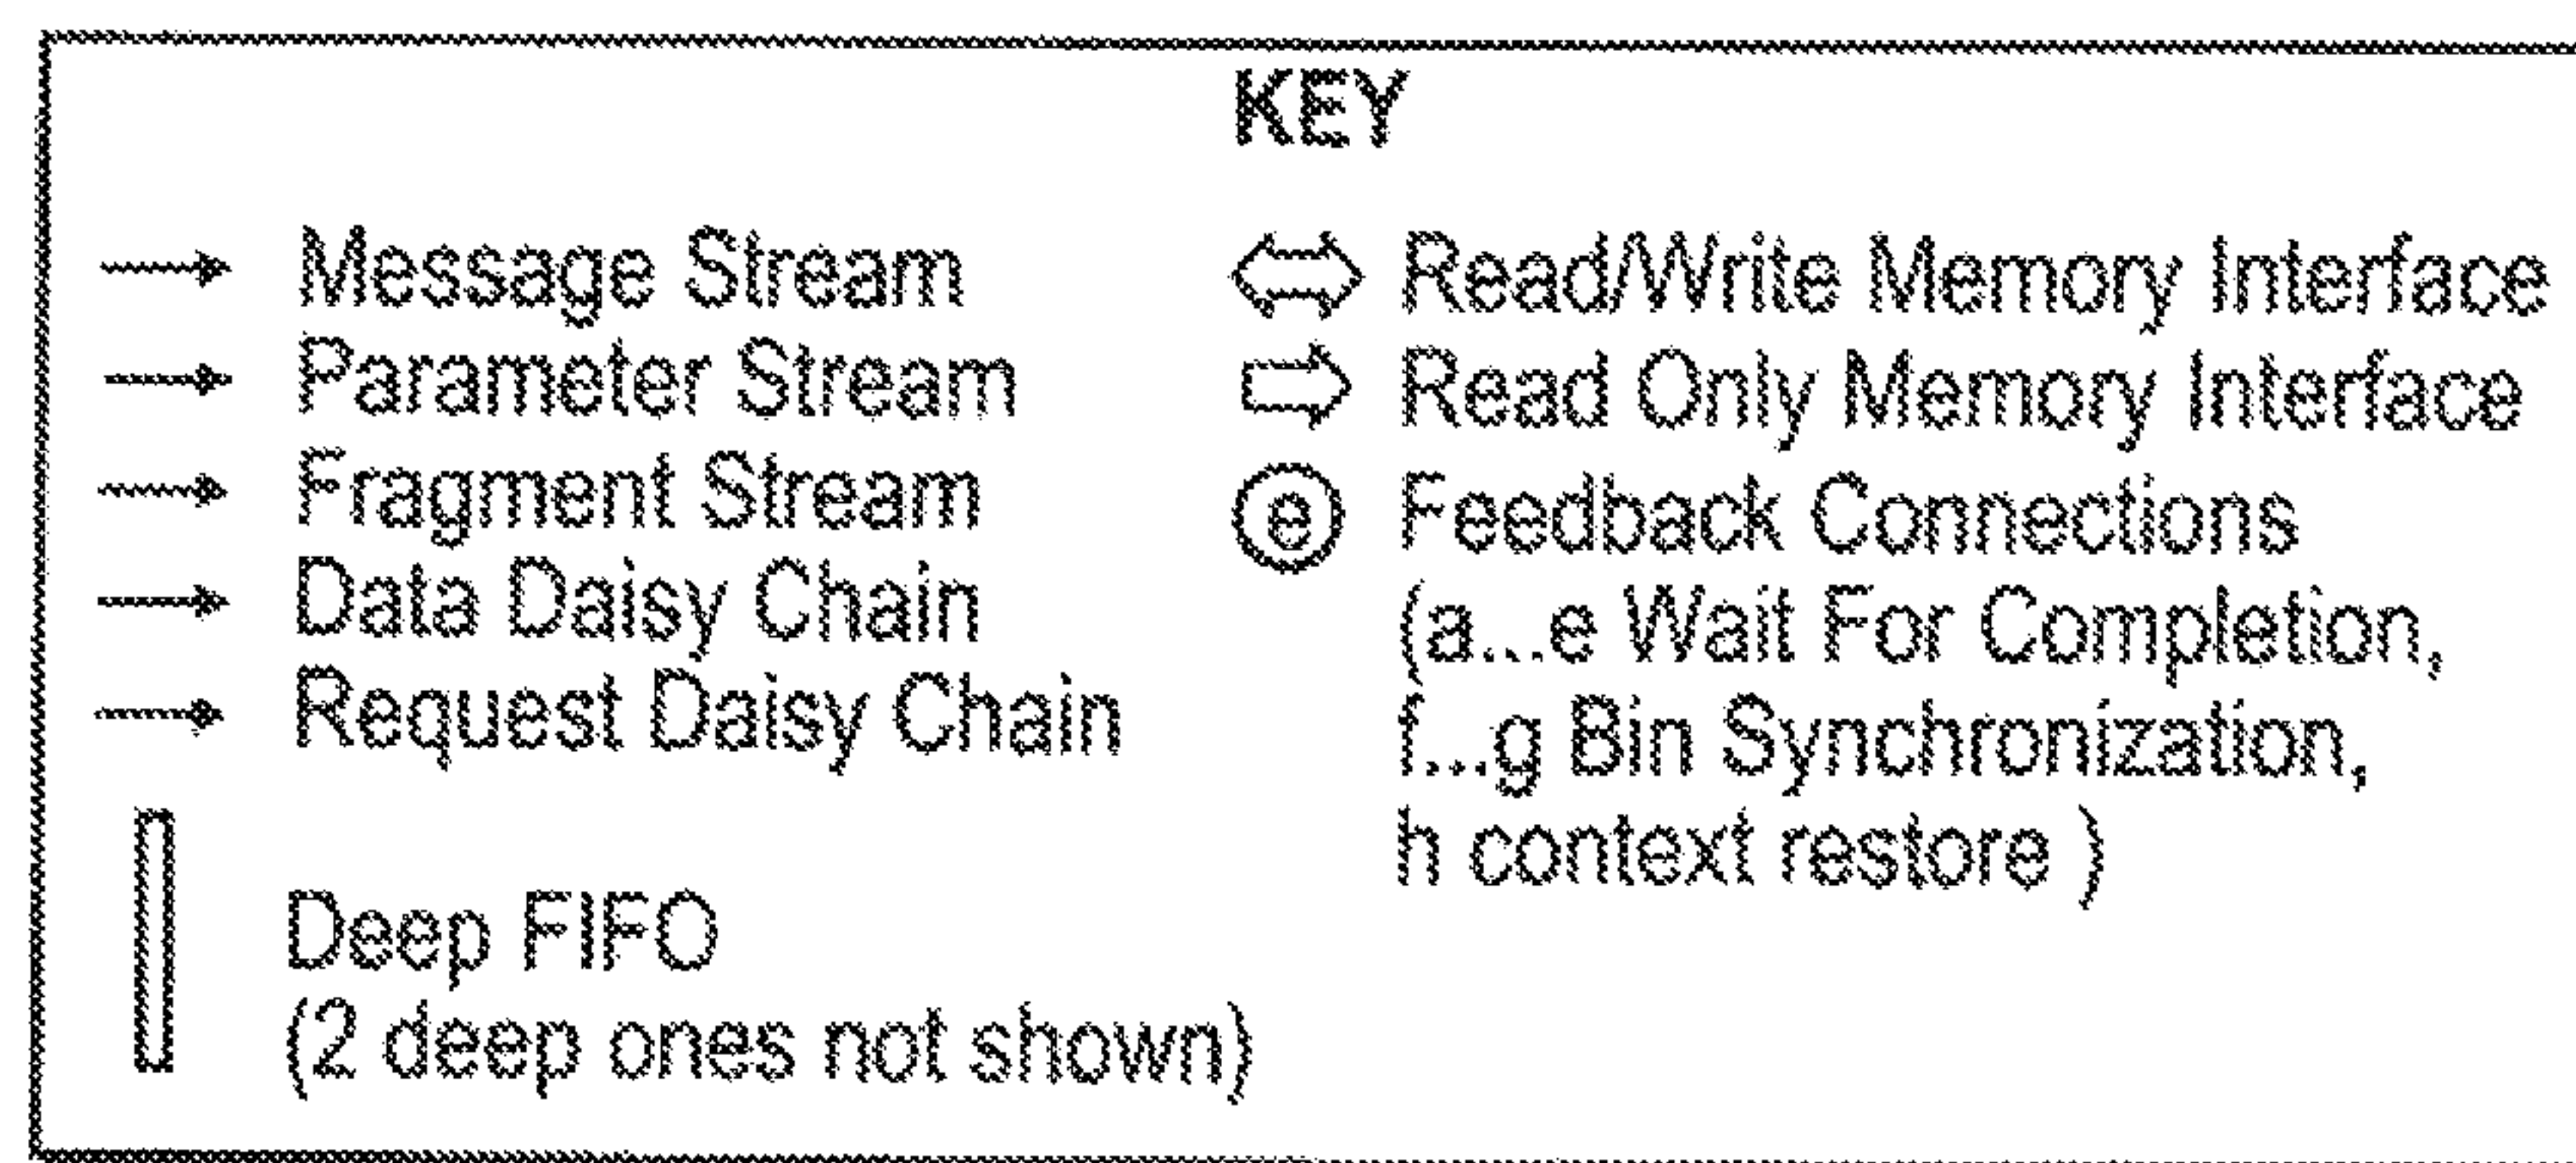 KEY
Message Stream
Parameter Stream
Fragment Stream
Data Daisy Chain
Request Daisy Chain
Deep FIFO
(2 deep ones not shown)
Read/Write Memory Interface
Read Only Memory Interface
e Feedback Connections
(a...e Wait For Completion,
f...g Bin Synchronization,
h context restore )